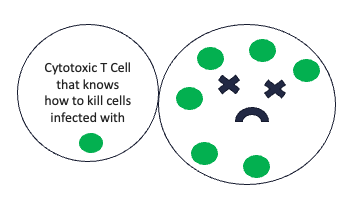 Cytotoxic T Cell
that knows
how to kill cells
infected with